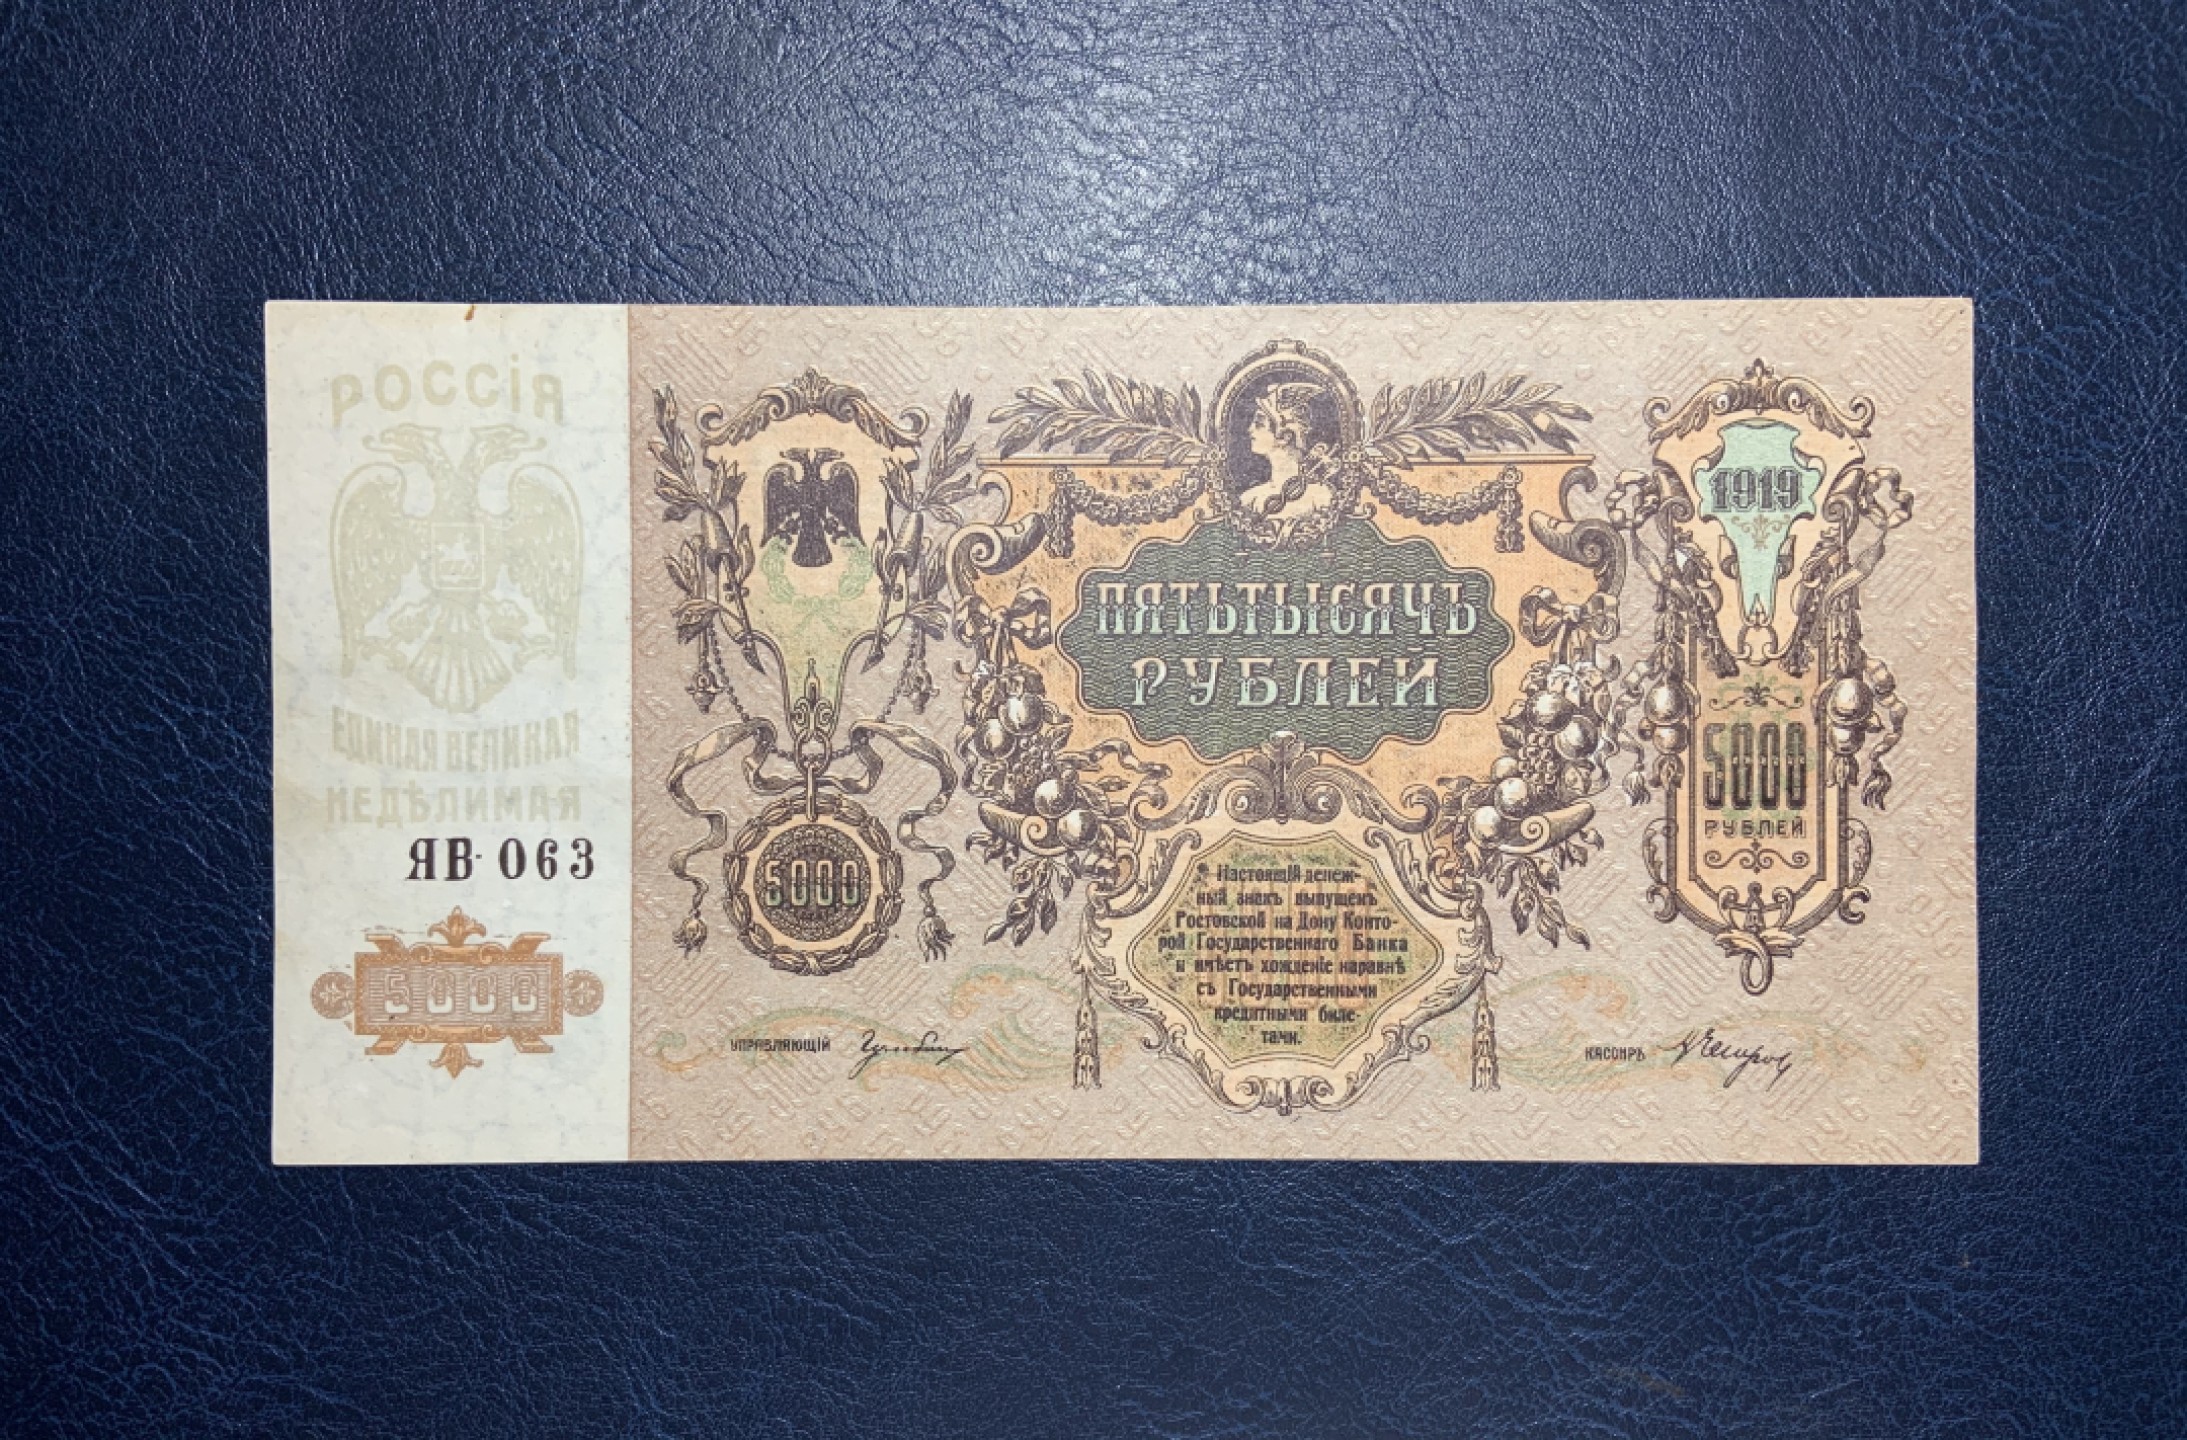 РОССIЯ
ЕДИНАЯ ВЕЛИКАЯ
НЕДѢЛИМАЯ
ЯВ-063
5000
5000
ПЯТЬТЫСЯЧЪ
РУБЛЕЙ
Настоящій денеж-
ный знакъ выпущенъ
Ростовской на Дону Конто-
рой Государственнаго Банка
и имѣетъ хожденіе наравнѣ
съ Государственными
кредитными биле-
тами.
УПРАВЛЯЮЩІЙ
1919
5000
РУБЛЕЙ
КАССИРЪ